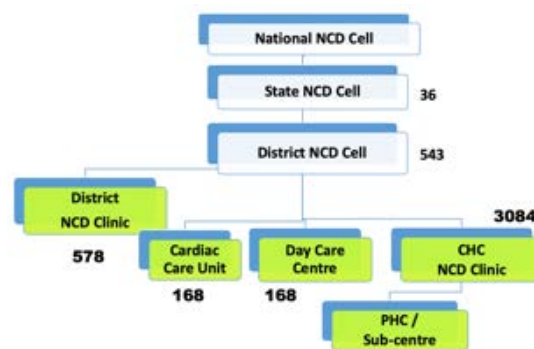 National NCD Cell
State NCD Cell
36
District NCD Cell
543
District
NCD Clinic
578
Cardiac
Care Unit
168
Day Care
Centre
168
3084
CHC
NCD Clinic
PHC /
Sub-centre